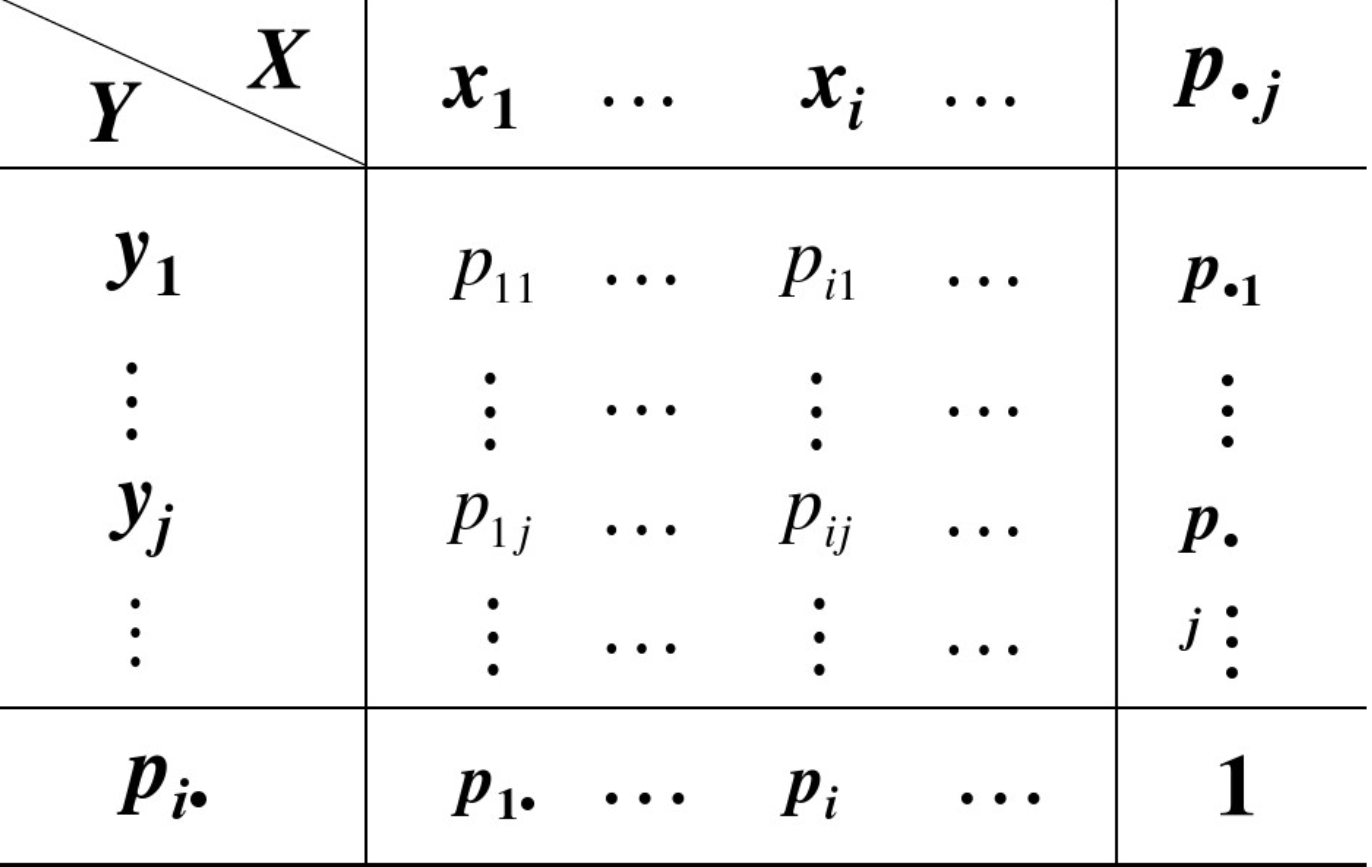 X
Y x₁ ⋯ xᵢ ⋯ p•ⱼ
y₁ p₁₁ ⋯ pᵢ₁ ⋯ p•₁
⋮ ⋮ ⋯ ⋮ ⋯ ⋮
yⱼ p₁ⱼ ⋯ pᵢⱼ ⋯ p•
⋮ ⋮ ⋯ ⋮ ⋯ j ⋮
pᵢ• p₁• ⋯ pᵢ ⋯ 1